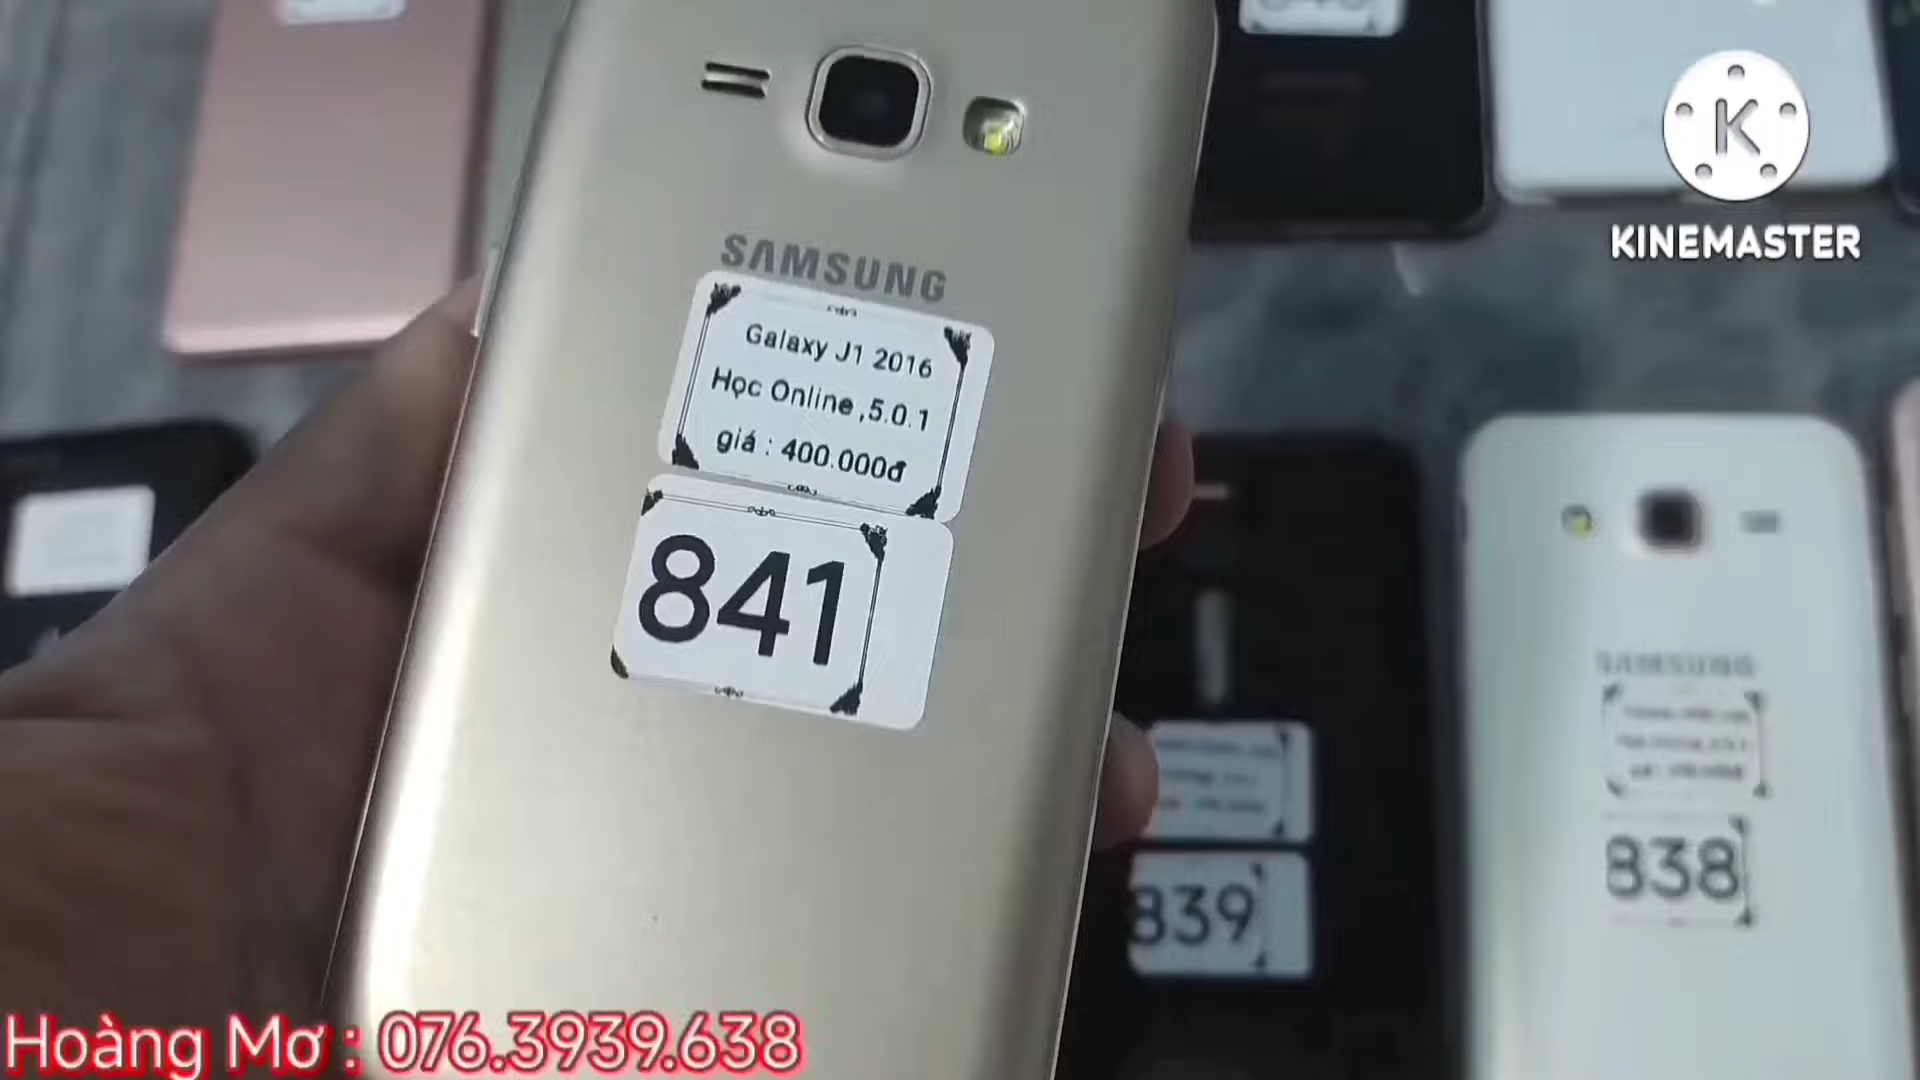 KINEMASTER
SAMSUNG
Galaxy J1 2016
Học Online ,5.0.1
giá : 400.000đ
841
SAMSUNG
838
839
Hoàng Mơ : 076.3939.638